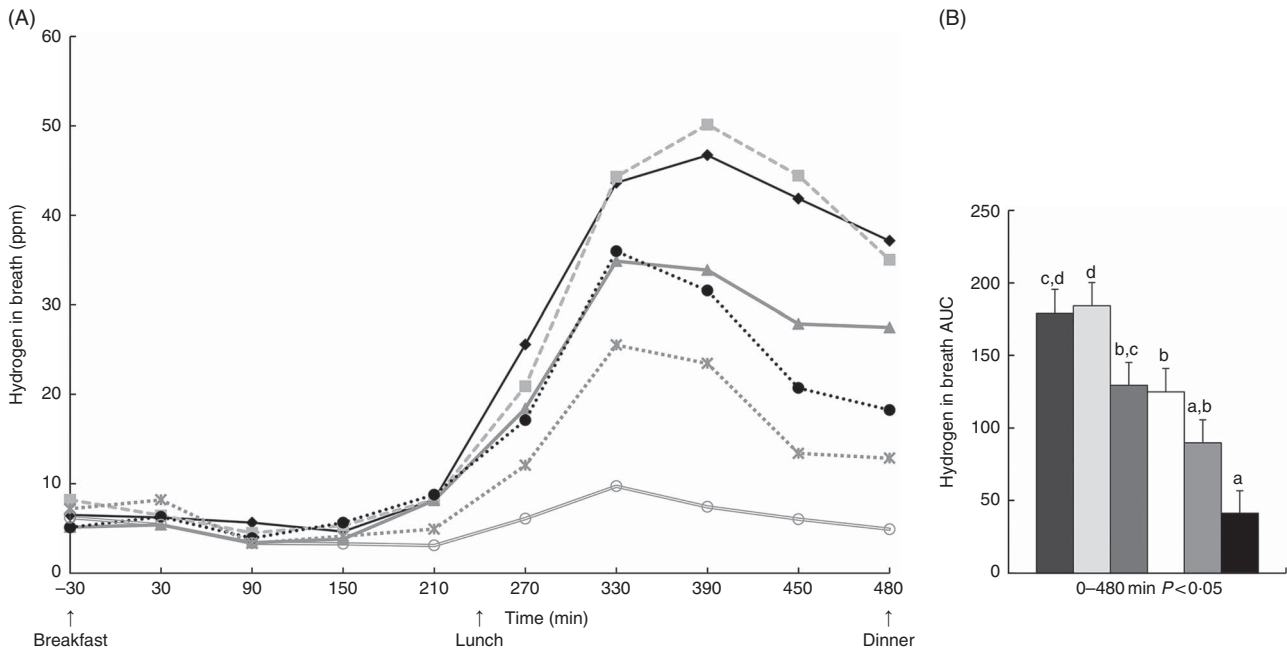 (A)
60
50
40
30
20
10
0
Hydrogen in breath (ppm)
–30 30 90 150 210 270 330 390 450 480
Time (min)
↑ ↑ ↑
Breakfast Lunch Dinner
(B)
250
200
150
100
50
0
Hydrogen in breath AUC
c,d d b,c b a,b a
0–480 min P<0·05